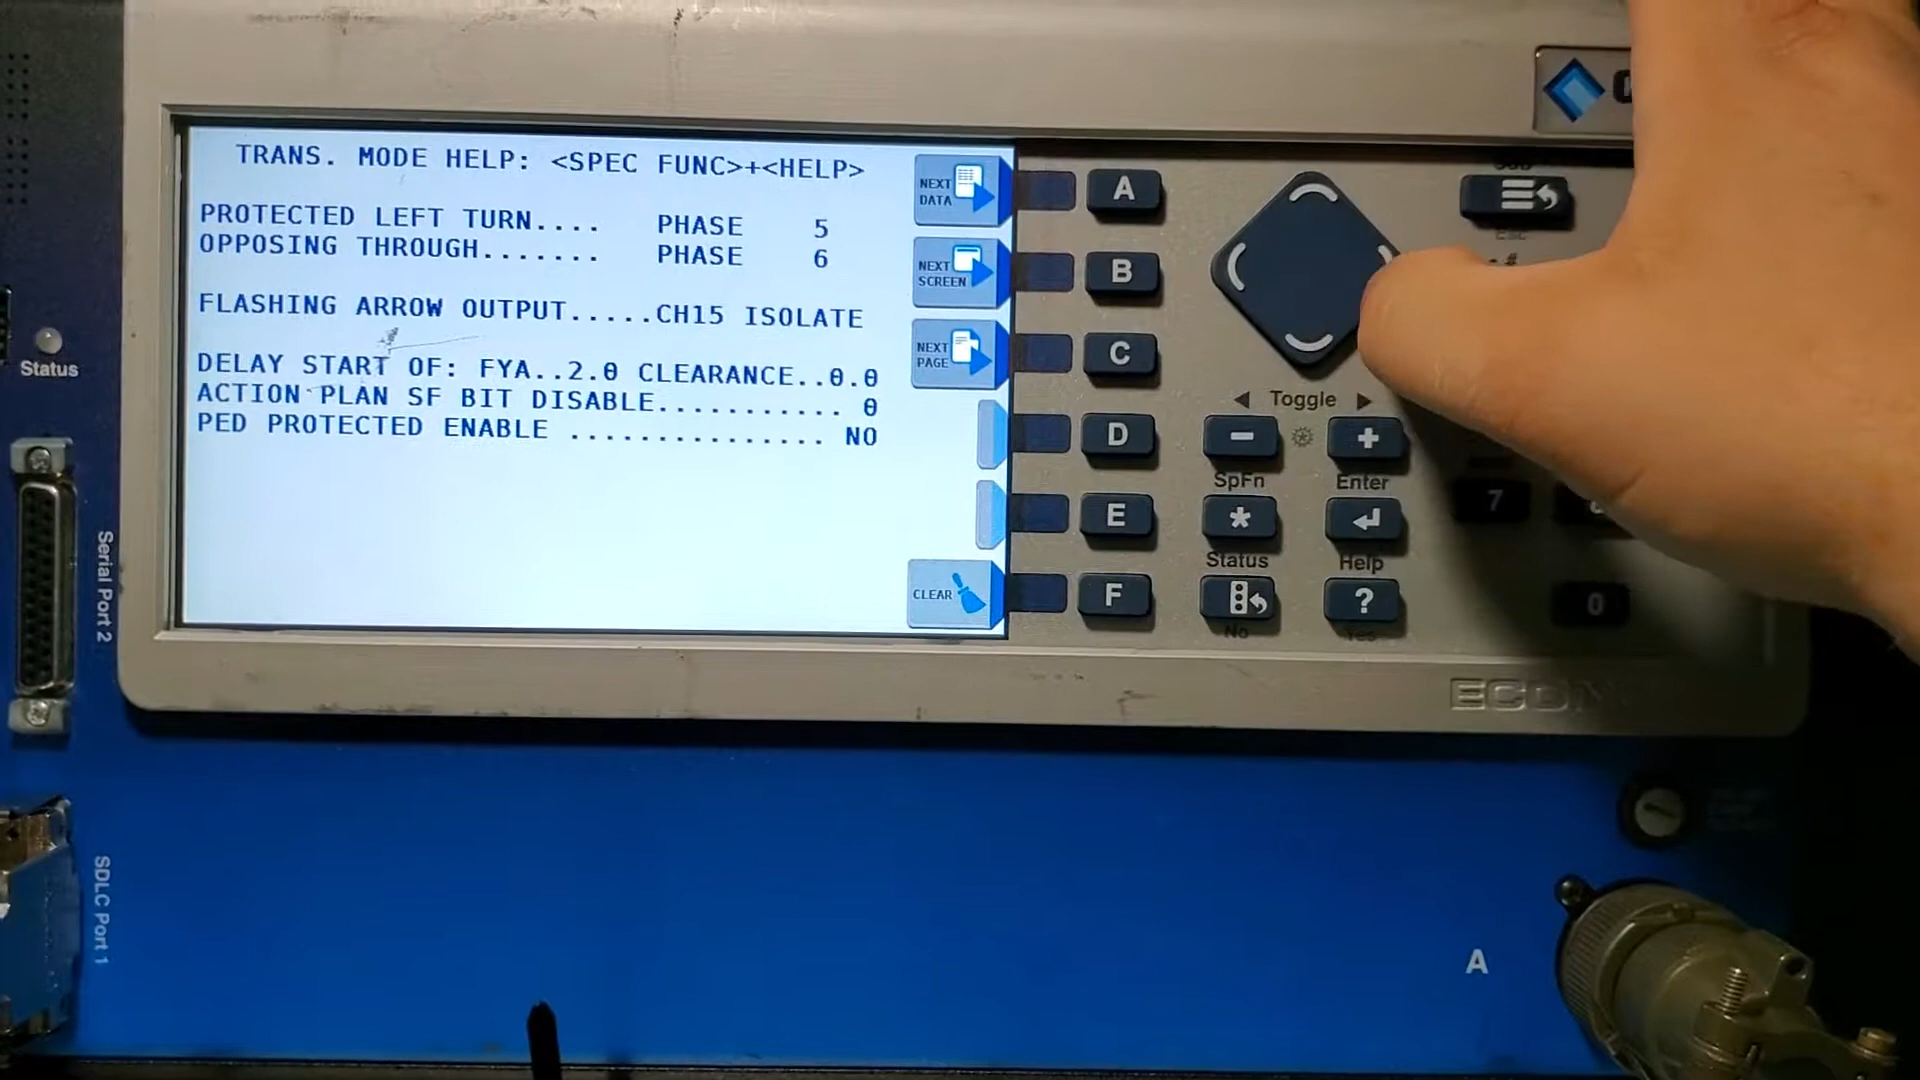 TRANS. MODE HELP: <SPEC FUNC>+<HELP>
PROTECTED LEFT TURN.... PHASE 5
OPPOSING THROUGH....... PHASE 6
FLASHING ARROW OUTPUT.....CH15 ISOLATE
DELAY START OF: FYA..2.0 CLEARANCE..0.0
ACTION PLAN SF BIT DISABLE........... 0
PED PROTECTED ENABLE ............... NO
NEXT DATA
NEXT SCREEN
NEXT PAGE
CLEAR
A
B
C
D
E
F
Esc
◄ Toggle ►
- +
SpFn Enter
*
Status Help
?
No Yes
7
0
Status
Serial Port 2
SDLC Port 1
A